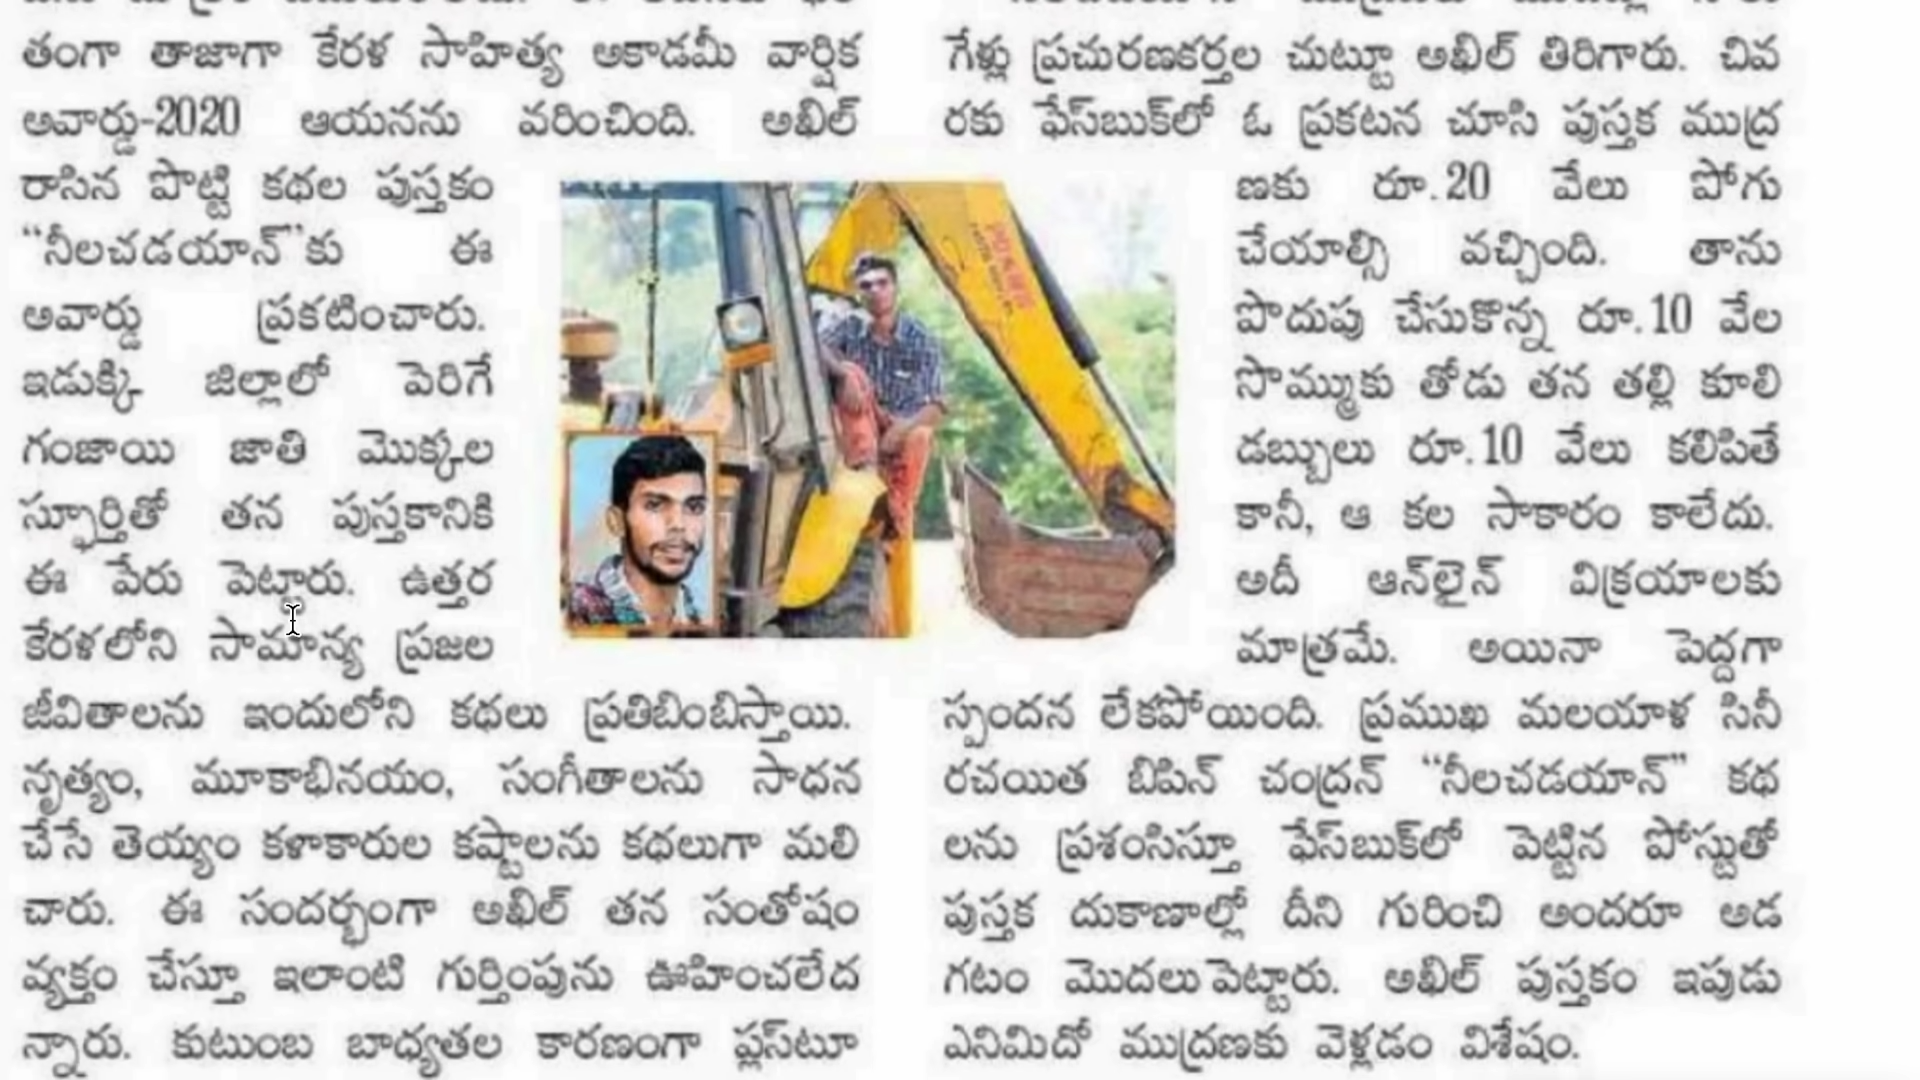 తంగా తాజాగా కేరళ సాహిత్య అకాడమీ వార్షిక
అవార్డు-2020 ఆయనను వరించింది. అఖిల్
రాసిన పొట్టి కథల పుస్తకం
“నీలచడయాన్”కు ఈ
అవార్డు ప్రకటించారు.
ఇడుక్కి జిల్లాలో పెరిగే
గంజాయి జాతి మొక్కల
స్ఫూర్తితో తన పుస్తకానికి
ఈ పేరు పెట్టారు. ఉత్తర
కేరళలోని సామాన్య ప్రజల
జీవితాలను ఇందులోని కథలు ప్రతిబింబిస్తాయి.
నృత్యం, మూకాభినయం, సంగీతాలను సాధన
చేసే తెయ్యం కళాకారుల కష్టాలను కథలుగా మలి
చారు. ఈ సందర్భంగా అఖిల్ తన సంతోషం
వ్యక్తం చేస్తూ ఇలాంటి గుర్తింపును ఊహించలేద
న్నారు. కుటుంబ బాధ్యతల కారణంగా ప్లస్‌టూ
గేళ్లు ప్రచురణకర్తల చుట్టూ అఖిల్ తిరిగారు. చివ
రకు ఫేస్‌బుక్‌లో ఓ ప్రకటన చూసి పుస్తక ముద్ర
ణకు రూ.20 వేలు పోగు
చేయాల్సి వచ్చింది. తాను
పొదుపు చేసుకొన్న రూ.10 వేల
సొమ్ముకు తోడు తన తల్లి కూలి
డబ్బులు రూ.10 వేలు కలిపితే
కానీ, ఆ కల సాకారం కాలేదు.
అదీ ఆన్‌లైన్ విక్రయాలకు
మాత్రమే. అయినా పెద్దగా
స్పందన లేకపోయింది. ప్రముఖ మలయాళ సినీ
రచయిత బిపిన్ చంద్రన్ “నీలచడయాన్” కథ
లను ప్రశంసిస్తూ ఫేస్‌బుక్‌లో పెట్టిన పోస్టుతో
పుస్తక దుకాణాల్లో దీని గురించి అందరూ అడ
గటం మొదలుపెట్టారు. అఖిల్ పుస్తకం ఇపుడు
ఎనిమిదో ముద్రణకు వెళ్లడం విశేషం.